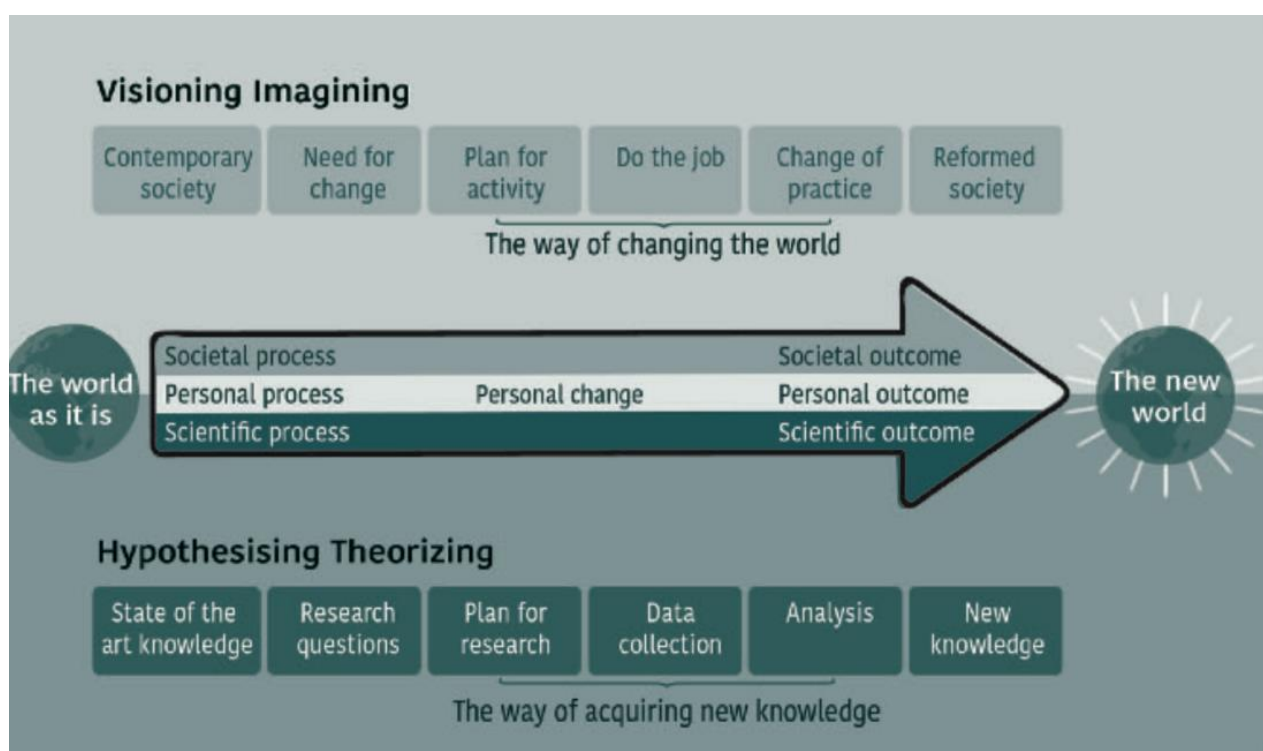 Visioning Imagining
Contemporary
society
Need for
change
Plan for
activity
Do the job
Change of
practice
Reformed
society
The way of changing the world
The world
as it is
Societal process
Societal outcome
Personal process
Personal change
Personal outcome
Scientific process
Scientific outcome
The new
world
Hypothesising Theorizing
State of the
art knowledge
Research
questions
Plan for
research
Data
collection
Analysis
New
knowledge
The way of acquiring new knowledge